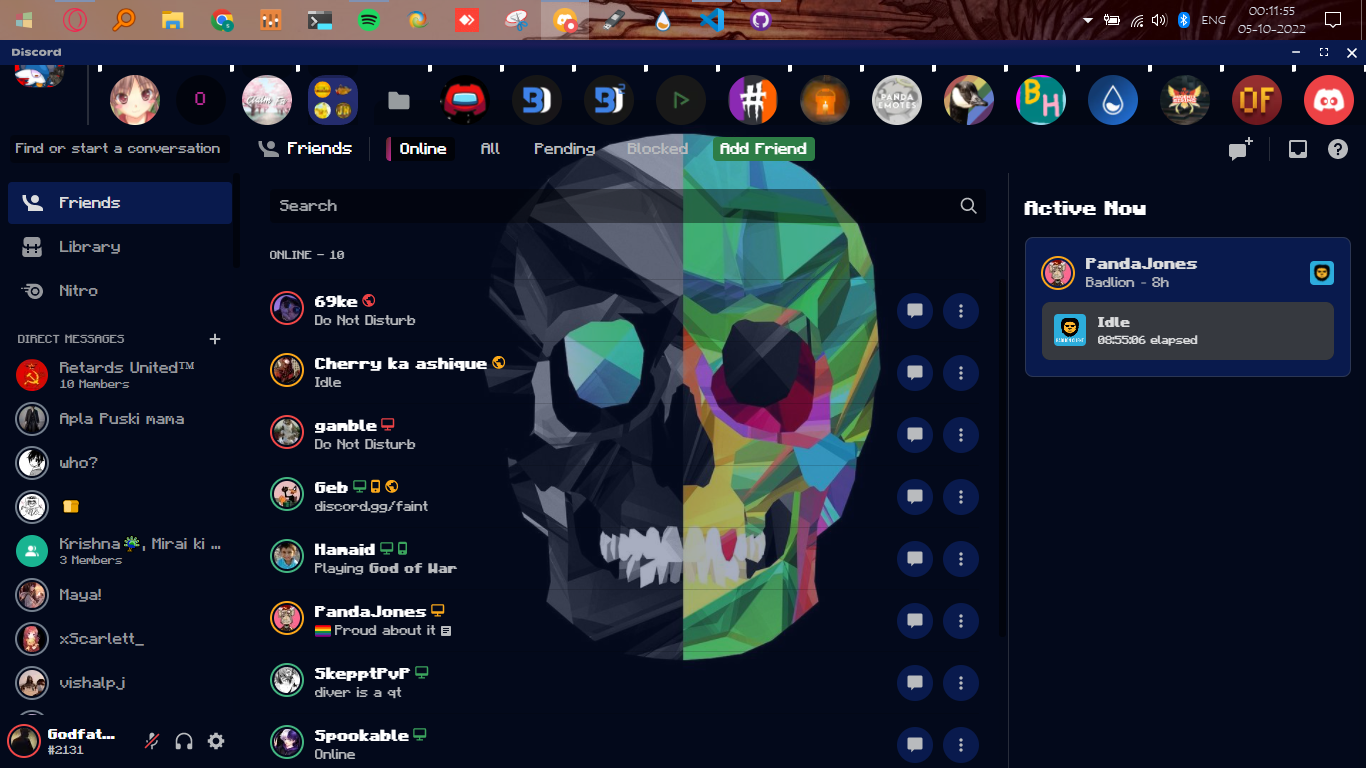 ENG
00:11:55
05-10-2022
Discord
Find or start a conversation
Friends
Online
All
Pending
Blocked
Add Friend
Friends
Library
Nitro
DIRECT MESSAGES
Retards United™
10 Members
Apla Puski mama
who?
Krishna🦚, Mirai ki ...
3 Members
Maya!
xScarlett_
vishalp.j
Godfat...
#2131
Search
ONLINE — 10
69ke
Do Not Disturb
Cherry ka ashique
Idle
gamble
Do Not Disturb
Geb
discord.gg/faint
Hamaid
Playing God of War
PandaJones
Proud about it
SkepptPvP
diver is a qt
Spookable
Online
Active Now
PandaJones
Badlion - 8h
Idle
08:55:06 elapsed
O
PANDA
EMOTES
BH
OF